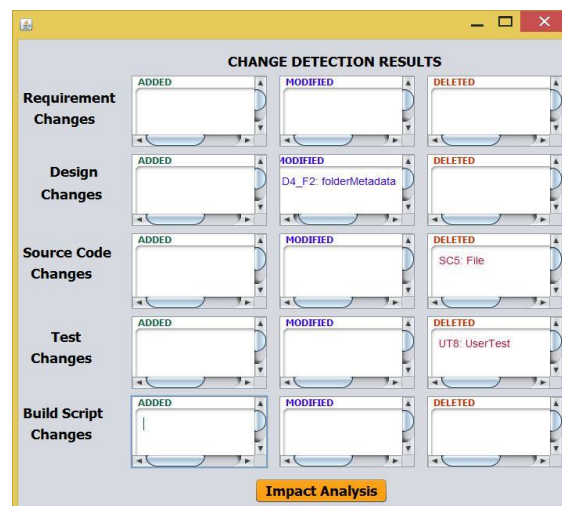 CHANGE DETECTION RESULTS
Requirement
Changes
ADDED
MODIFIED
DELETED
Design
Changes
ADDED
MODIFIED
D4_F2: folderMetadata
DELETED
Source Code
Changes
ADDED
MODIFIED
DELETED
SC5: File
Test
Changes
ADDED
MODIFIED
DELETED
UT8: UserTest
Build Script
Changes
ADDED
MODIFIED
DELETED
Impact Analysis